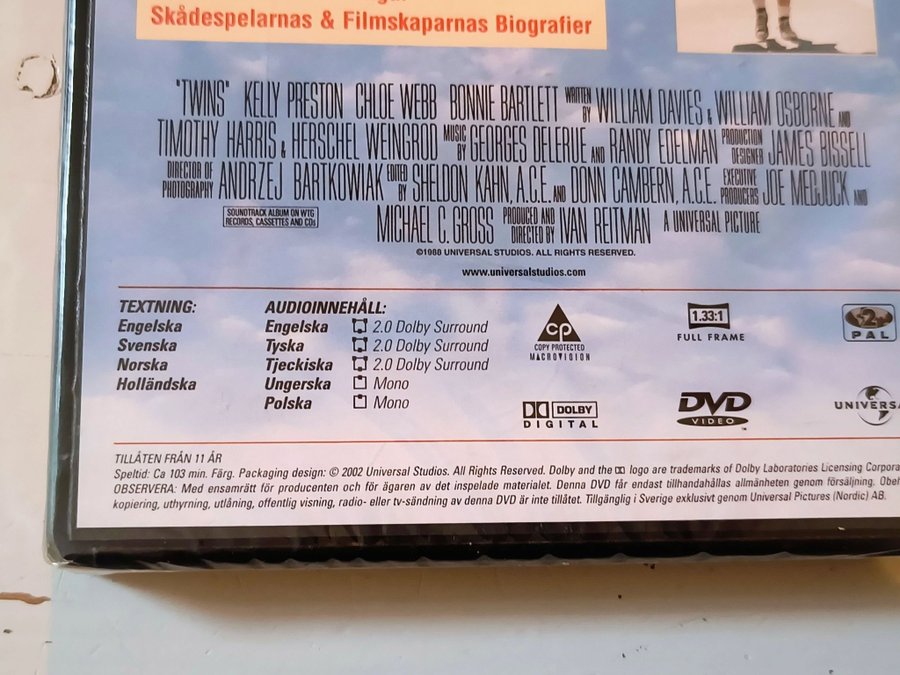 Skådespelarnas & Filmskaparnas Biografier
"TWINS" KELLY PRESTON CHLOE WEBB BONNIE BARTLETT WRITTEN BY WILLIAM DAVIES & WILLIAM OSBORNE AND
TIMOTHY HARRIS & HERSCHEL WEINGROD MUSIC BY GEORGES DELERUE AND RANDY EDELMAN PRODUCTION DESIGNER JAMES BISSELL
DIRECTOR OF PHOTOGRAPHY ANDRZEJ BARTKOWIAK EDITED BY SHELDON KAHN, A.C.E. AND DONN CAMBERN, A.C.E. EXECUTIVE PRODUCERS JOE MEDJUCK AND
SOUNDTRACK ALBUM ON WTG
RECORDS, CASSETTES AND CDs
MICHAEL C. GROSS PRODUCED AND DIRECTED BY IVAN REITMAN A UNIVERSAL PICTURE
©1988 UNIVERSAL STUDIOS. ALL RIGHTS RESERVED.
www.universalstudios.com
TEXTNING:
Engelska
Svenska
Norska
Holländska
AUDIOINNEHÅLL:
Engelska 2.0 Dolby Surround
Tyska 2.0 Dolby Surround
Tjeckiska 2.0 Dolby Surround
Ungerska Mono
Polska Mono
cp
COPY PROTECTED
MACROVISION
1.33:1
FULL FRAME
2
PAL
DOLBY
DIGITAL
DVD
VIDEO
UNIVERSA
TILLÅTEN FRÅN 11 ÅR
Speltid: Ca 103 min. Färg. Packaging design: © 2002 Universal Studios. All Rights Reserved. Dolby and the logo are trademarks of Dolby Laboratories Licensing Corpora
OBSERVERA: Med ensamrätt för producenten och för ägaren av det inspelade materialet. Denna DVD får endast tillhandahållas allmänheten genom försäljning. Obeh
kopiering, uthyrning, utlåning, offentlig visning, radio- eller tv-sändning av denna DVD är inte tillåtet. Tillgänglig i Sverige exklusivt genom Universal Pictures (Nordic) AB.